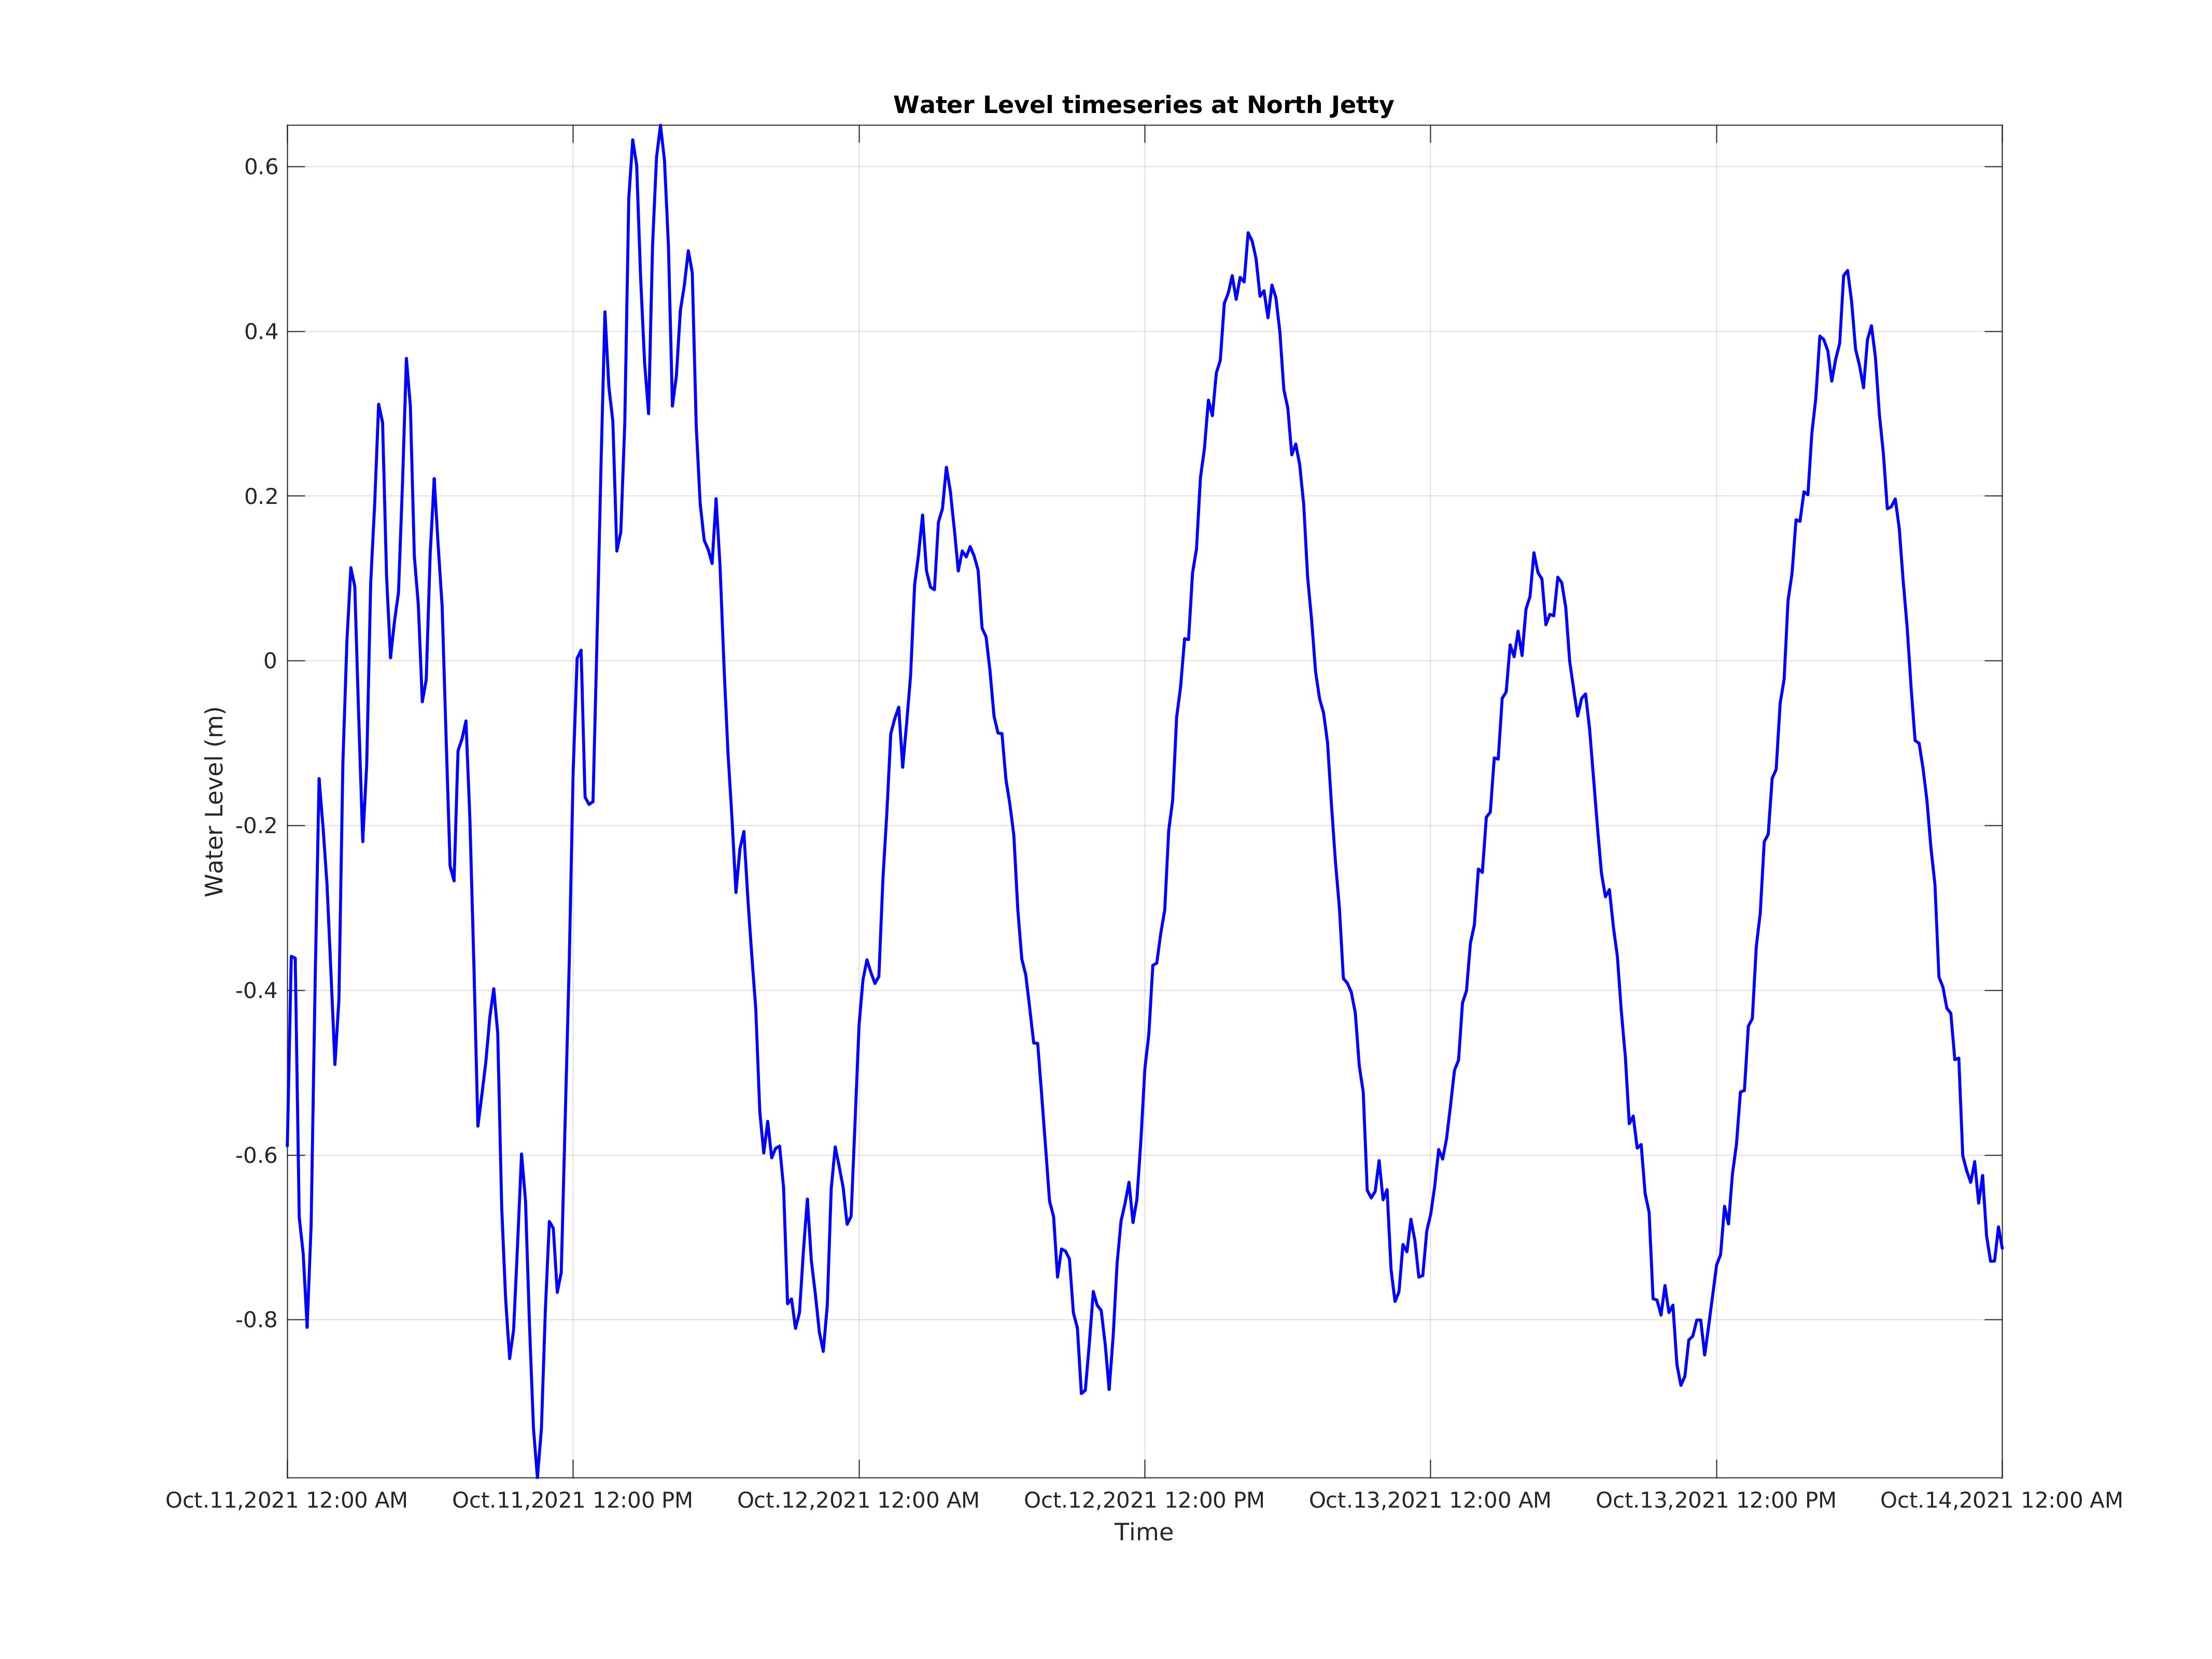 Water Level timeseries at North Jetty
0.6
0.4
0.2
0
-0.2
-0.4
-0.6
-0.8
Water Level (m)
Oct.11,2021 12:00 AM Oct.11,2021 12:00 PM Oct.12,2021 12:00 AM Oct.12,2021 12:00 PM Oct.13,2021 12:00 AM Oct.13,2021 12:00 PM Oct.14,2021 12:00 AM
Time